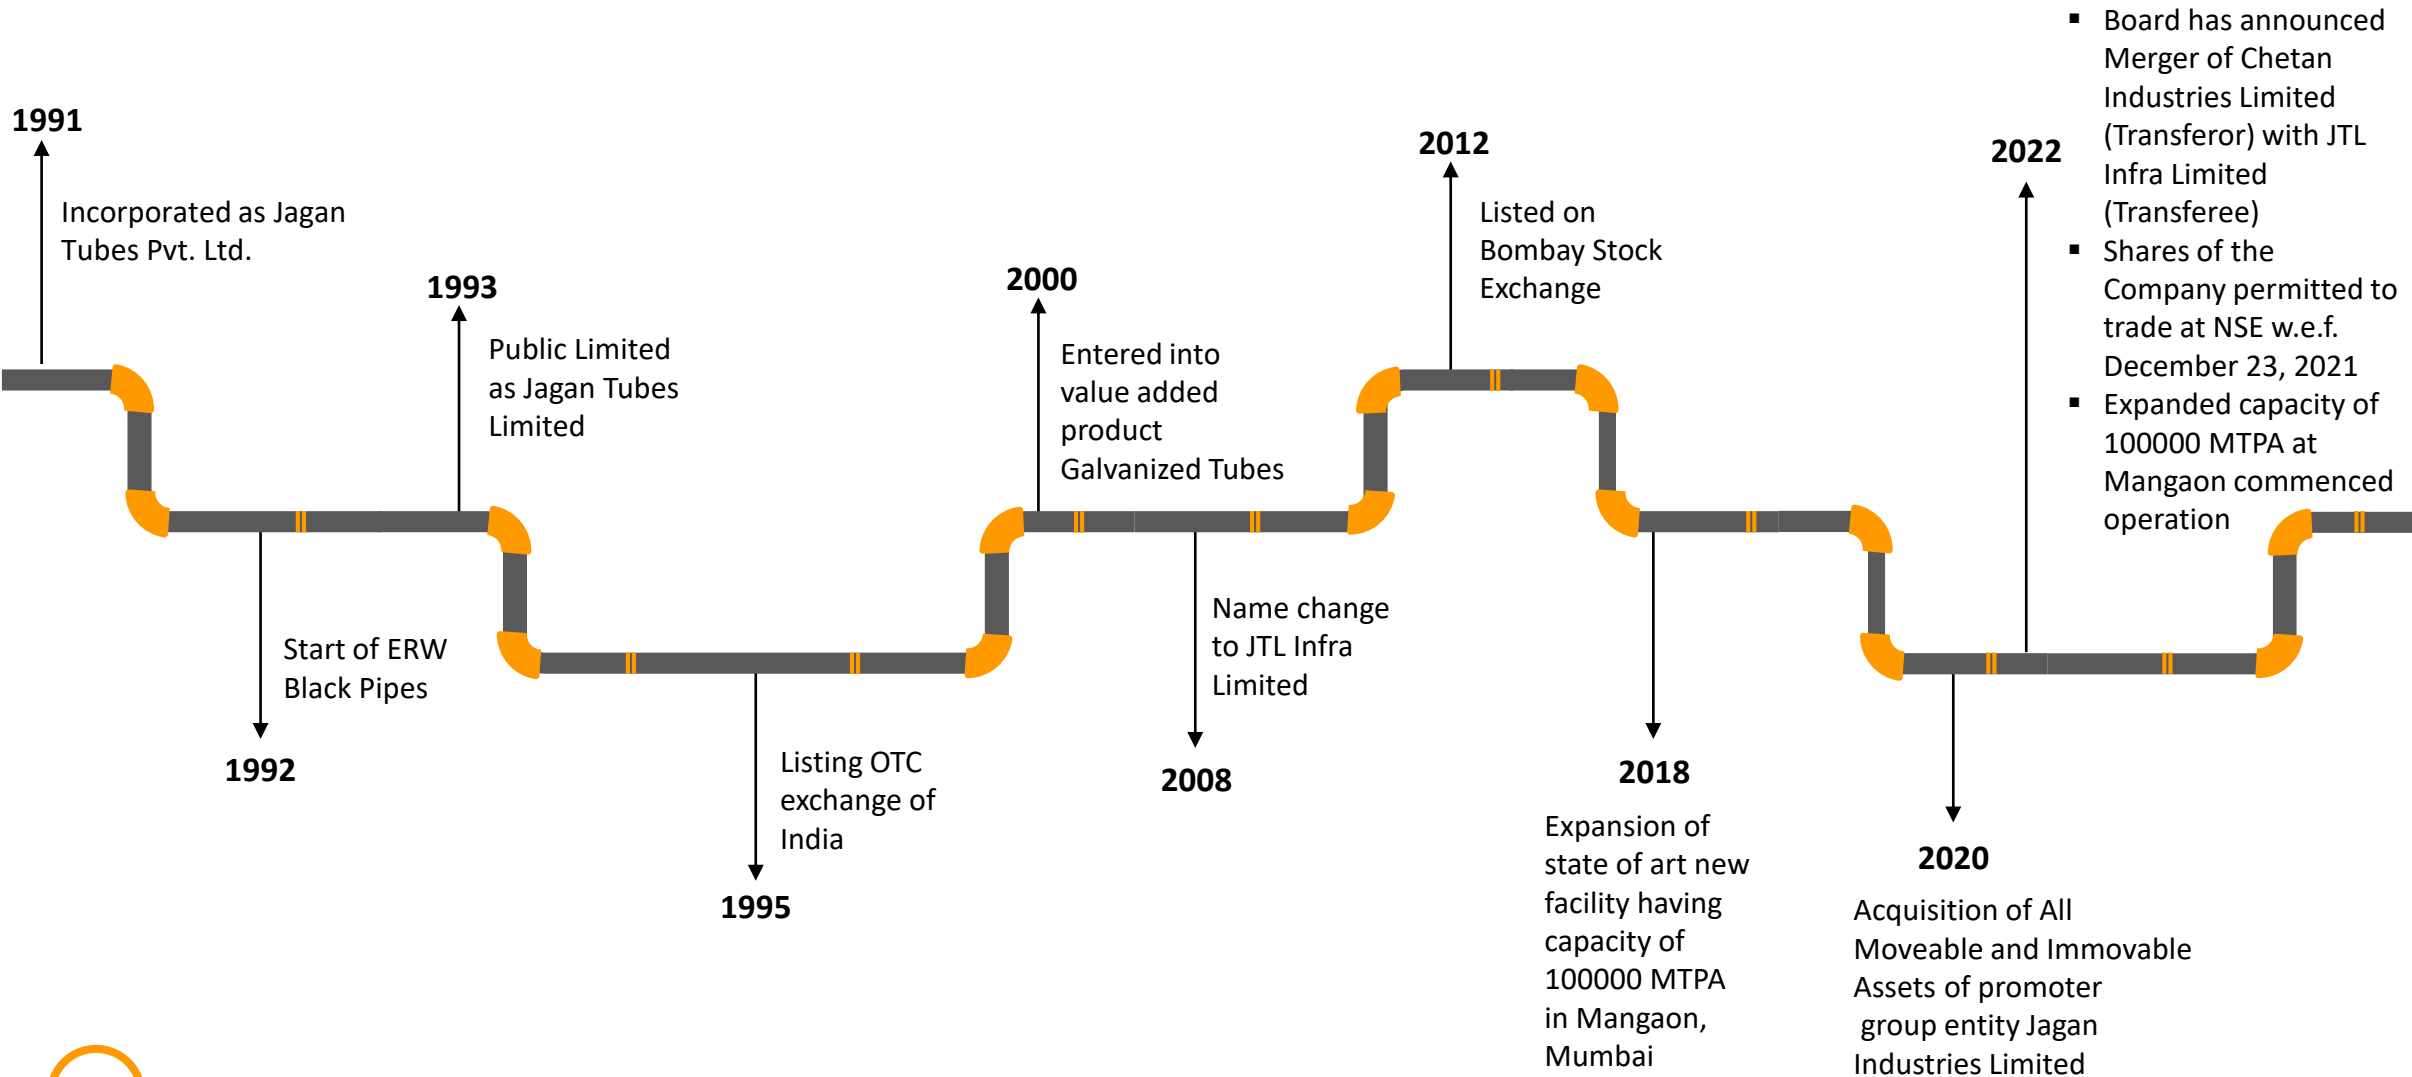 1991
Incorporated as Jagan
Tubes Pvt. Ltd.
1992
Start of ERW
Black Pipes
1993
Public Limited
as Jagan Tubes
Limited
1995
Listing OTC
exchange of
India
2000
Entered into
value added
product
Galvanized Tubes
2008
Name change
to JTL Infra
Limited
2012
Listed on
Bombay Stock
Exchange
2018
Expansion of
state of art new
facility having
capacity of
100000 MTPA
in Mangaon,
Mumbai
2020
Acquisition of All
Moveable and Immovable
Assets of promoter
group entity Jagan
Industries Limited
2022
▪ Board has announced
Merger of Chetan
Industries Limited
(Transferor) with JTL
Infra Limited
(Transferee)
▪ Shares of the
Company permitted to
trade at NSE w.e.f.
December 23, 2021
▪ Expanded capacity of
100000 MTPA at
Mangaon commenced
operation